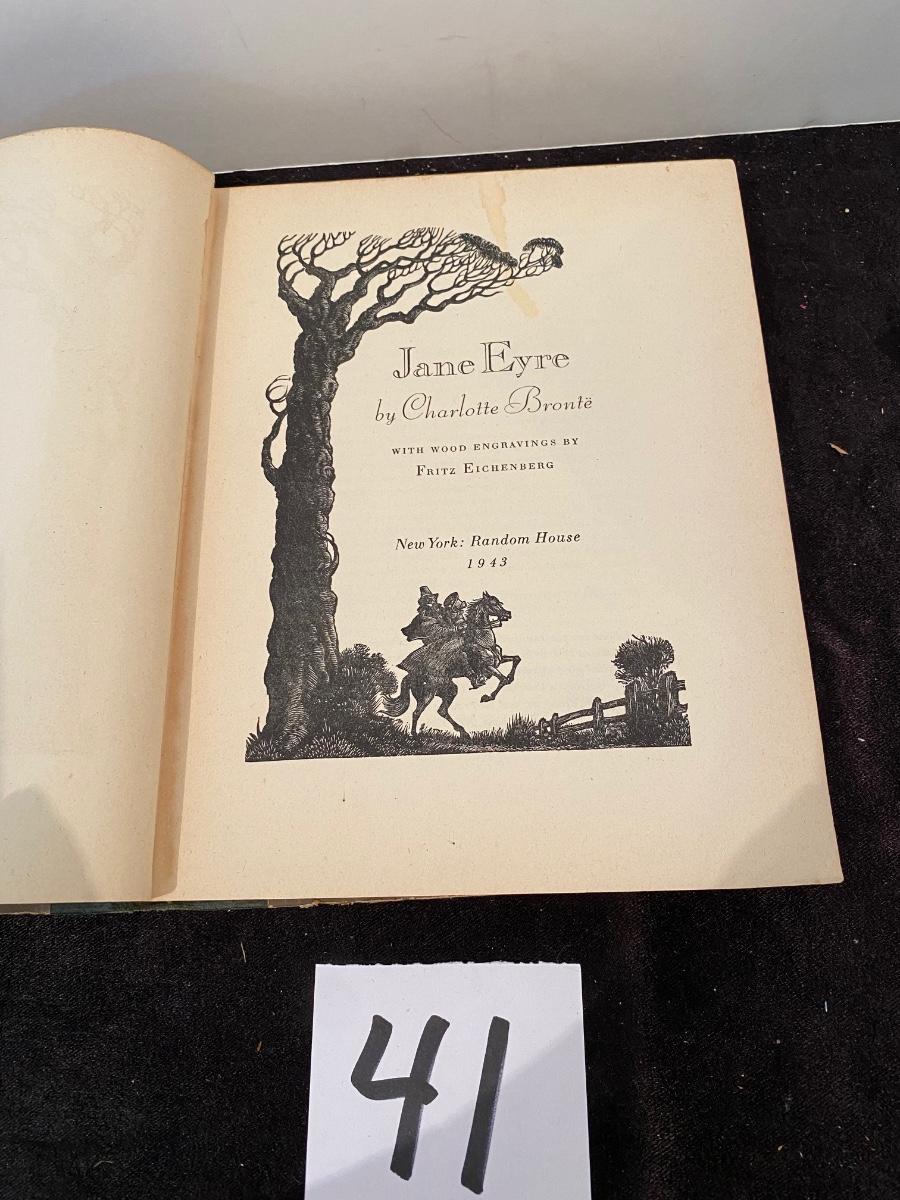 Jane Eyre
by Charlotte Brontë
WITH WOOD ENGRAVINGS BY
FRITZ EICHENBERG
New York: Random House
1943
41